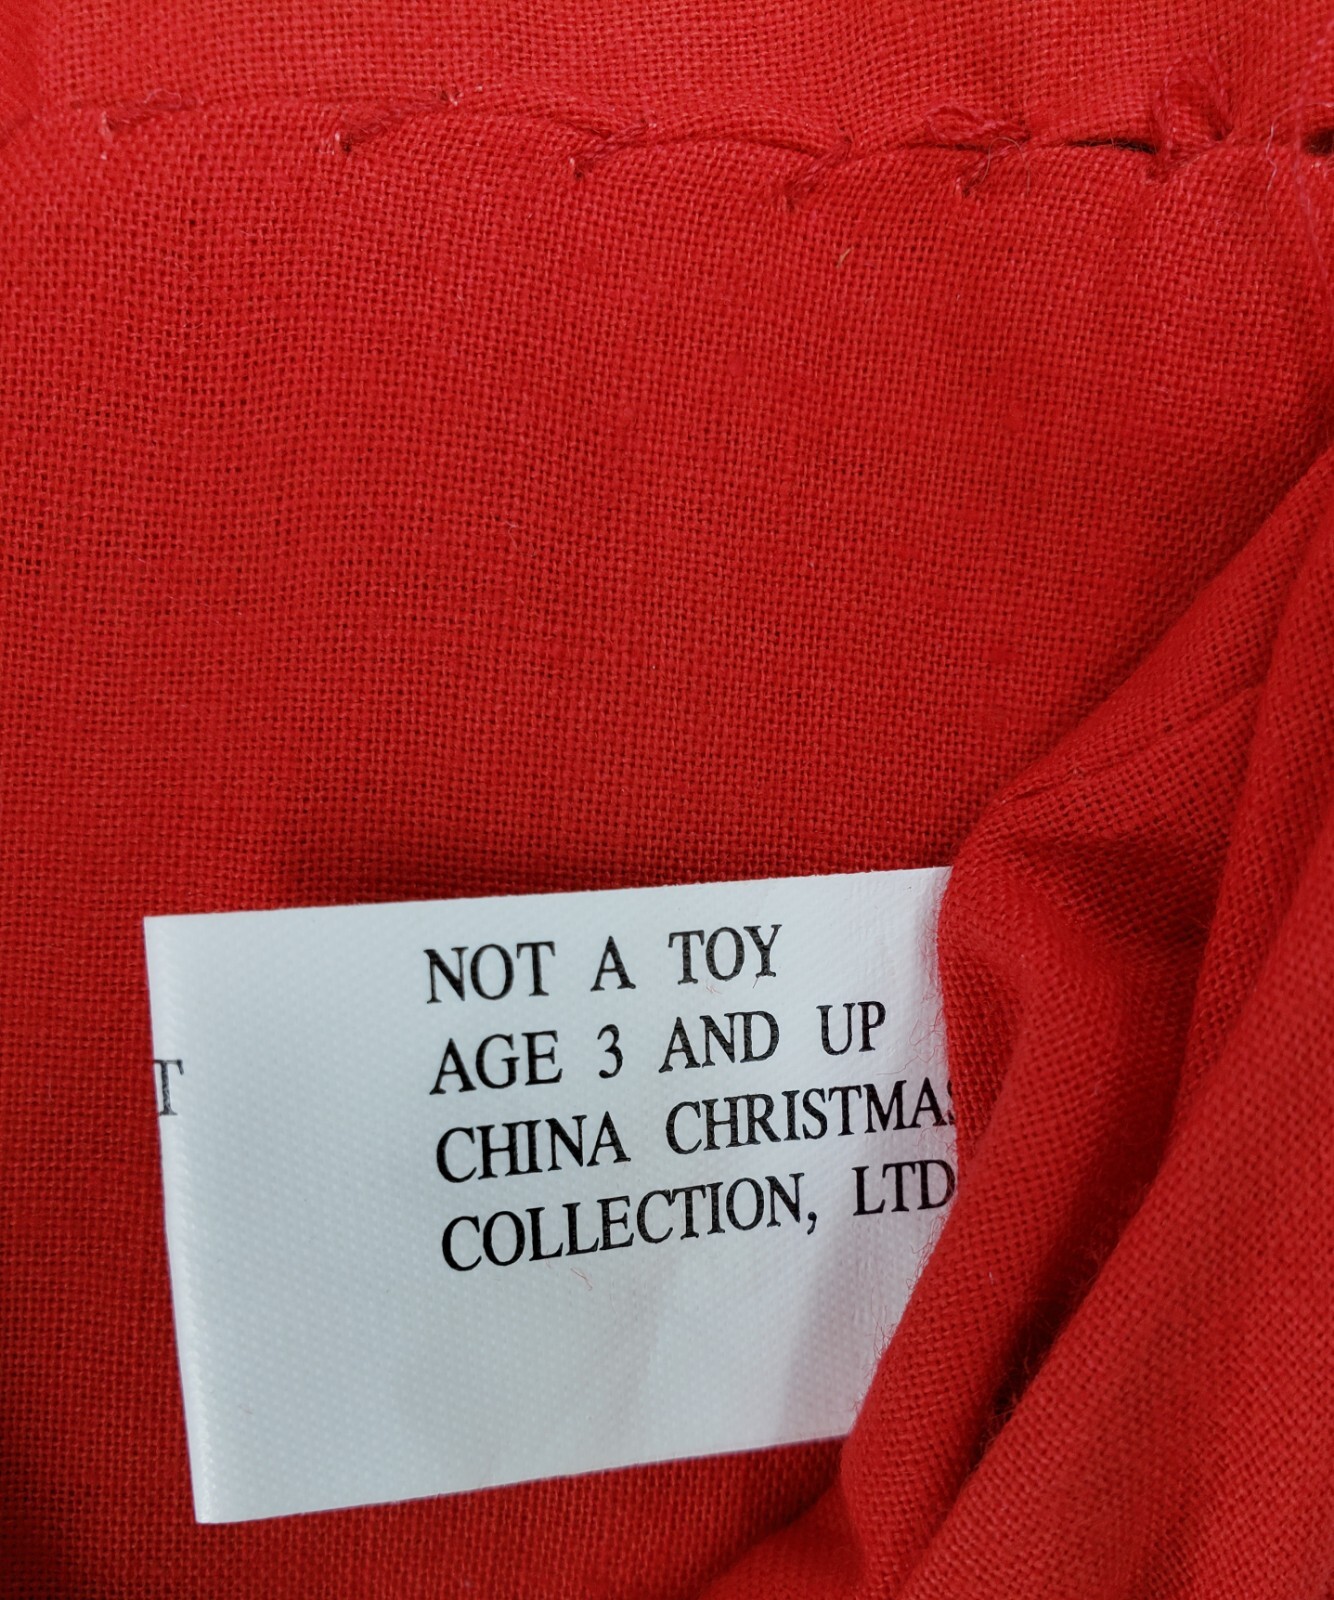 NOT A TOY
AGE 3 AND UP
T
CHINA CHRISTMAS
COLLECTION, LTD